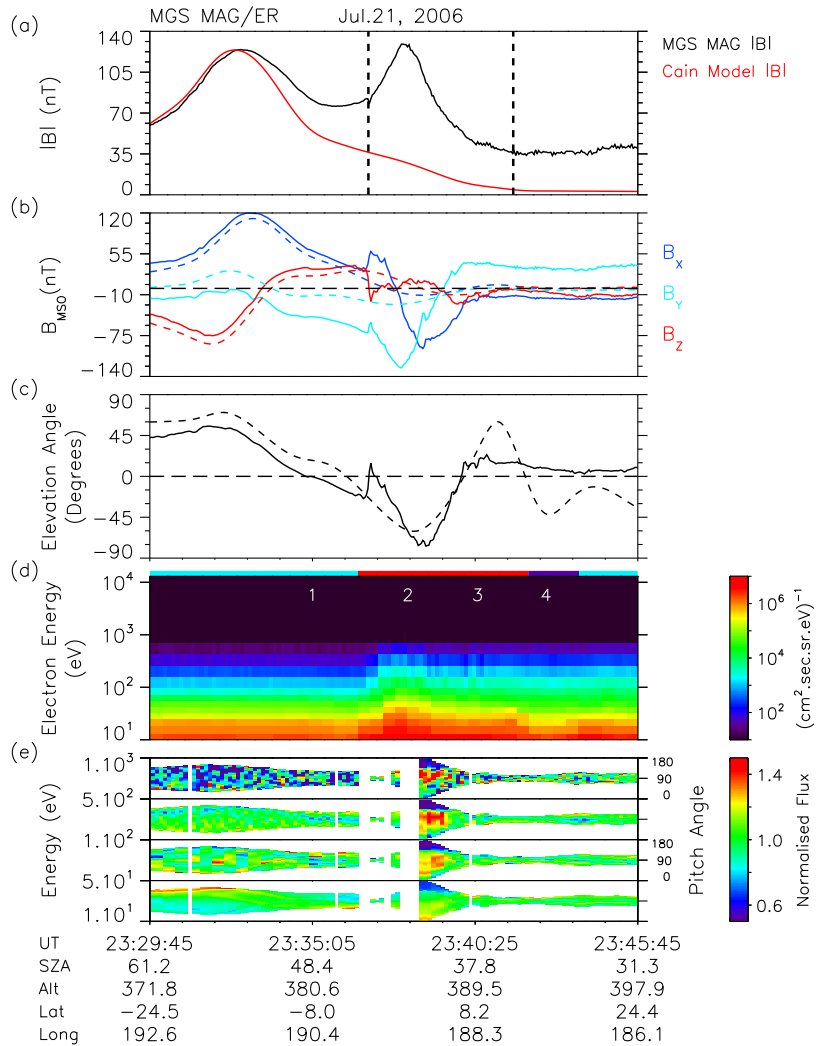 (a) MGS MAG/ER Jul.21, 2006
140
105
70
35
0
|B| (nT)
MGS MAG |B|
Cain Model |B|
(b)
120
55
−10
−75
−140
B_MSO(nT)
B_X
B_Y
B_Z
(c)
90
45
0
−45
−90
Elevation Angle
(Degrees)
(d)
10^4
10^3
10^2
10^1
Electron Energy
(eV)
1 2 3 4
10^6
10^4
10^2
(cm^2.sec.sr.eV)^−1
(e)
1.10^3
5.10^2
1.10^2
5.10^1
1.10^1
Energy (eV)
180
90
0
180
90
0
Pitch Angle
1.4
1.0
0.6
Normalised Flux
UT 23:29:45 23:35:05 23:40:25 23:45:45
SZA 61.2 48.4 37.8 31.3
Alt 371.8 380.6 389.5 397.9
Lat −24.5 −8.0 8.2 24.4
Long 192.6 190.4 188.3 186.1